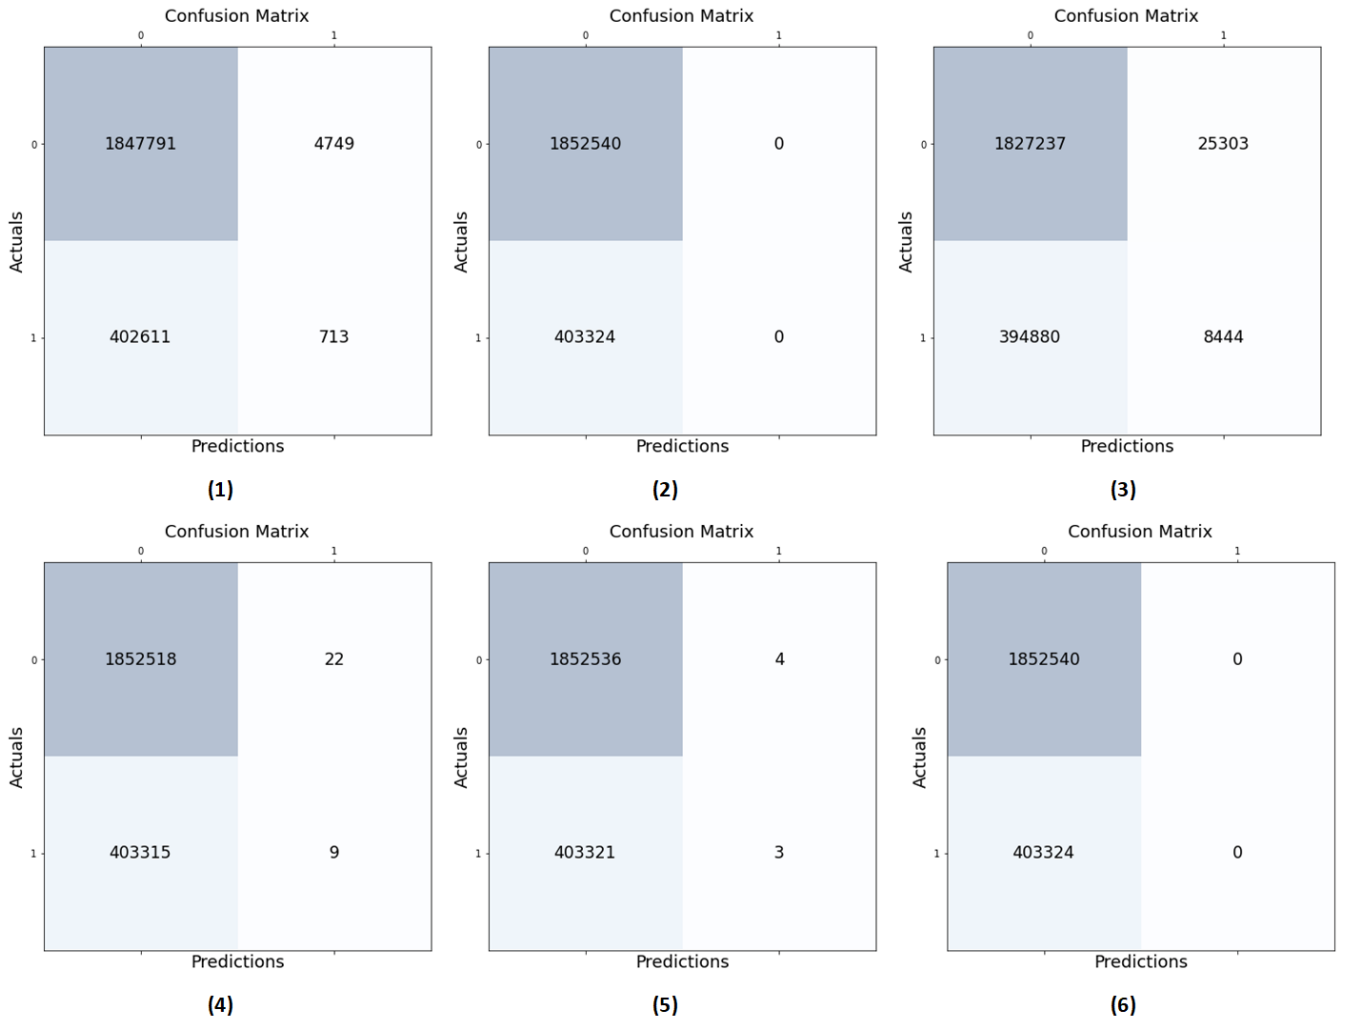 Confusion Matrix
0 1
0 1847791 4749
Actuals
1 402611 713
Predictions
(1)
Confusion Matrix
0 1
0 1852540 0
Actuals
1 403324 0
Predictions
(2)
Confusion Matrix
0 1
0 1827237 25303
Actuals
1 394880 8444
Predictions
(3)
Confusion Matrix
0 1
0 1852518 22
Actuals
1 403315 9
Predictions
(4)
Confusion Matrix
0 1
0 1852536 4
Actuals
1 403321 3
Predictions
(5)
Confusion Matrix
0 1
0 1852540 0
Actuals
1 403324 0
Predictions
(6)